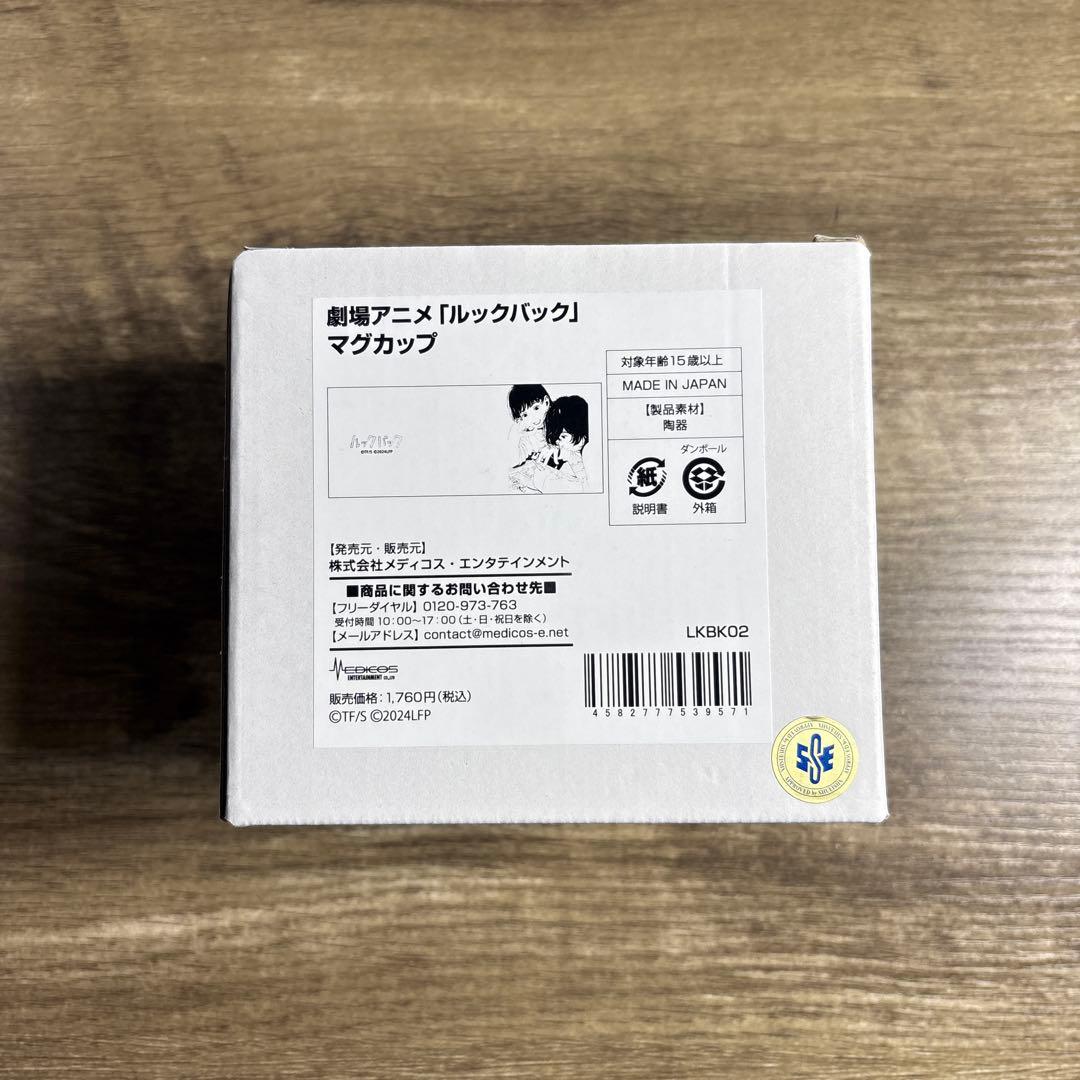 劇場アニメ「ルックバック」
マグカップ
ルックバック
©TF/S ©2024LFP
対象年齢15歳以上
MADE IN JAPAN
【製品素材】
陶器
ダンボール
紙
説明書
外箱
【発売元・販売元】
株式会社メディコス・エンタテインメント
■商品に関するお問い合わせ先■
【フリーダイヤル】0120-973-763
受付時間 10:00〜17:00(土・日・祝日を除く)
【メールアドレス】contact@medicos-e.net
MEDICOS
ENTERTAINMENT CO.,LTD
販売価格:1,760円(税込)
©TF/S ©2024LFP
LKBK02
4582777539571
SSE
APPROVED by SHUEISHA